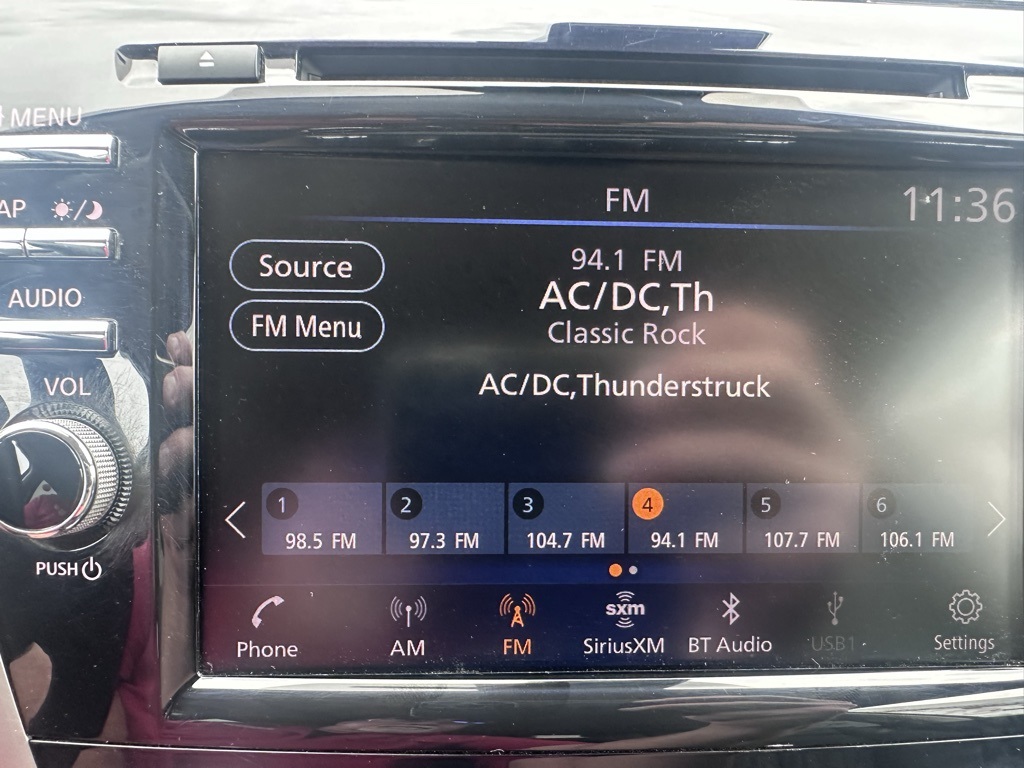 MENU
FM
11:36
AP
Source
94.1 FM
AC/DC,Th
AUDIO
FM Menu
Classic Rock
VOL
AC/DC,Thunderstruck
1 2 3 4 5 6
98.5 FM 97.3 FM 104.7 FM 94.1 FM 107.7 FM 106.1 FM
PUSH
sxm
Phone AM FM SiriusXM BT Audio USB1 Settings